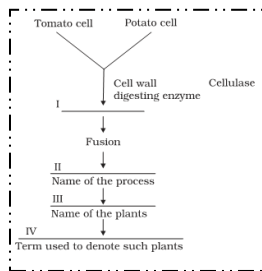 Tomato cell Potato cell
Cell wall Cellulase
digesting enzyme
I
Fusion
II
Name of the process
III
Name of the plants
IV
Term used to denote such plants